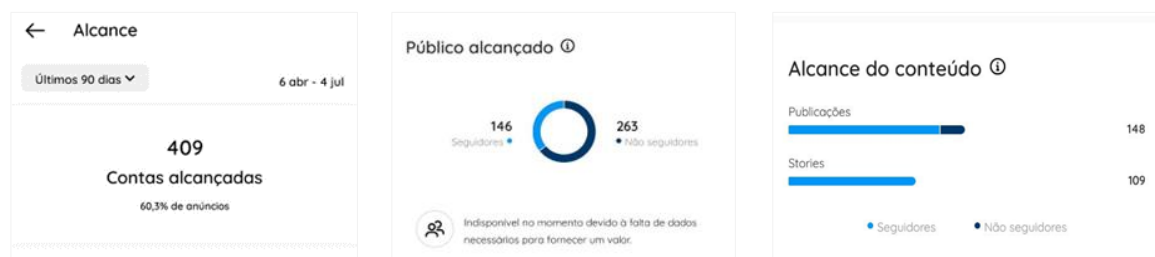 Alcance
Últimos 90 dias
6 abr - 4 jul
409
Contas alcançadas
60,3% de anúncios
Público alcançado
146
Seguidores
263
Não seguidores
Indisponível no momento devido à falta de dados
necessários para fornecer um valor.
Alcance do conteúdo
Publicações
148
Stories
109
Seguidores
Não seguidores